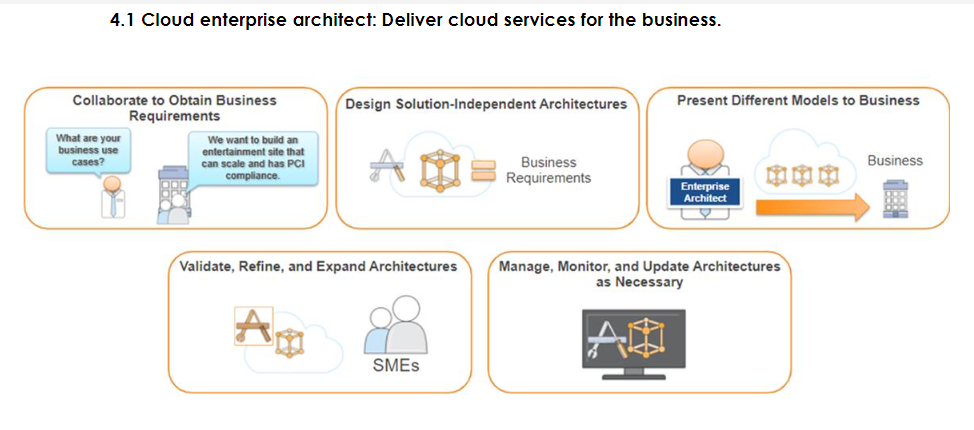 4.1 Cloud enterprise architect: Deliver cloud services for the business.
Collaborate to Obtain Business
Requirements
What are your
business use
cases?
We want to build an
entertainment site that
can scale and has PCI
compliance.
Design Solution-Independent Architectures
Business
Requirements
Present Different Models to Business
Enterprise
Architect
Business
Validate, Refine, and Expand Architectures
SMEs
Manage, Monitor, and Update Architectures
as Necessary